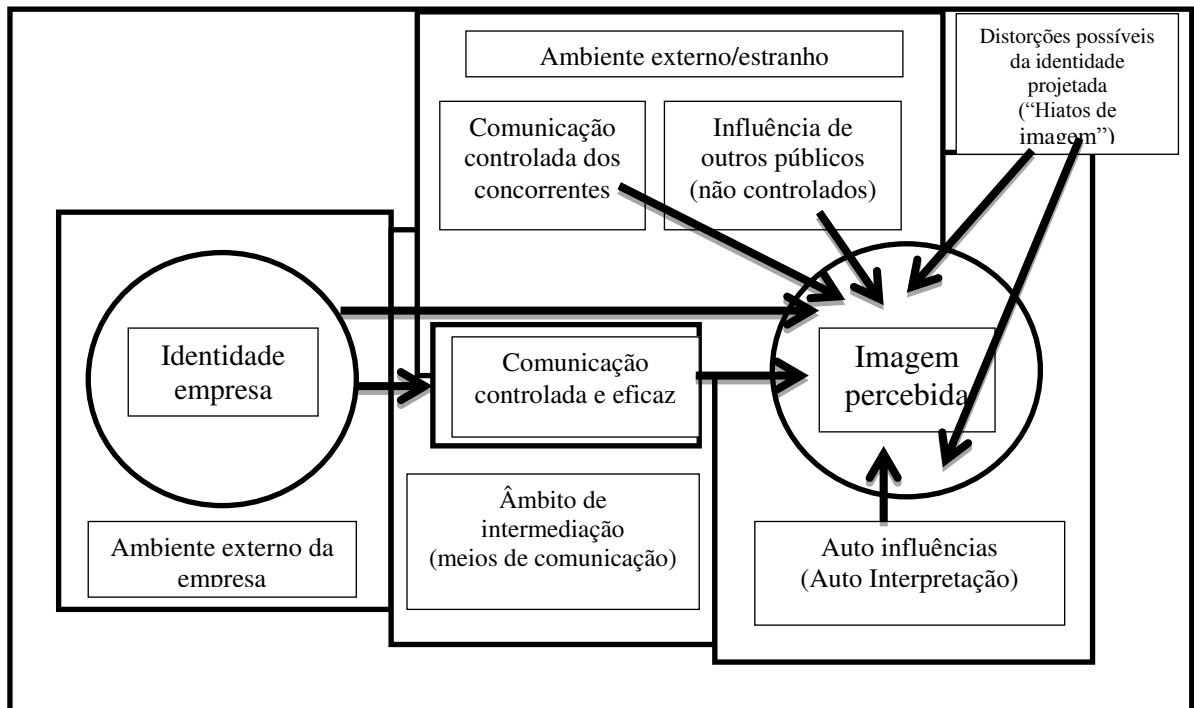 Ambiente externo/estranho
Distorções possíveis
da identidade
projetada
(“Hiatos de
imagem”)
Comunicação
controlada dos
concorrentes
Influência de
outros públicos
(não controlados)
Identidade
empresa
Comunicação
controlada e eficaz
Imagem
percebida
Ambiente externo da
empresa
Âmbito de
intermediação
(meios de comunicação)
Auto influências
(Auto Interpretação)